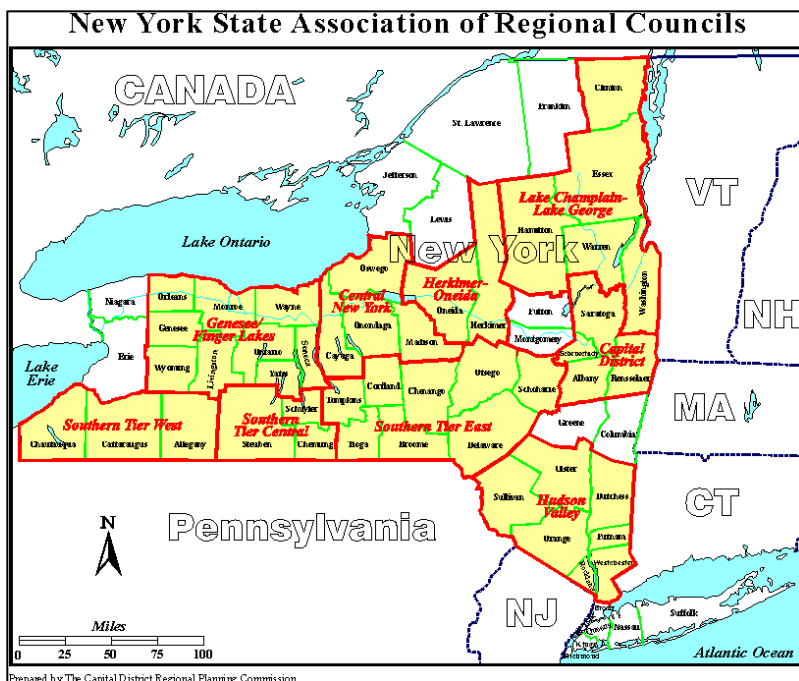 New York State Association of Regional Councils
CANADA
Clinton
Franklin
St. Lawrence
Essex
Jefferson
VT
Lewis
Lake Champlain-
Lake George
Hamilton
Warren
New York
Lake Ontario
Oswego
Washington
Herkimer-
Oneida
Oneida
Herkimer
Niagara
Orleans
Monroe
Wayne
Central
New York
Onondaga
Fulton
Saratoga
NH
Genesee
Genesee/
Finger Lakes
Madison
Montgomery
Erie
Ontario
Seneca
Cayuga
Schenectady
Capital
District
Lake
Erie
Wyoming
Livingston
Yates
Cortland
Chenango
Otsego
Schoharie
Albany
Rensselaer
Schuyler
Tompkins
MA
Southern Tier West
Southern
Tier Central
Southern Tier East
Greene
Columbia
Chautauqua
Cattaraugus
Allegany
Steuben
Chemung
Tioga
Broome
Delaware
Ulster
Sullivan
Hudson
Valley
Dutchess
CT
N
Pennsylvania
Orange
Putnam
Westchester
Rockland
NJ
Bronx
Suffolk
Queens
Nassau
Kings
Richmond
Miles
0 25 50 75 100
Atlantic Ocean
Prepared by The Capital District Regional Planning Commission